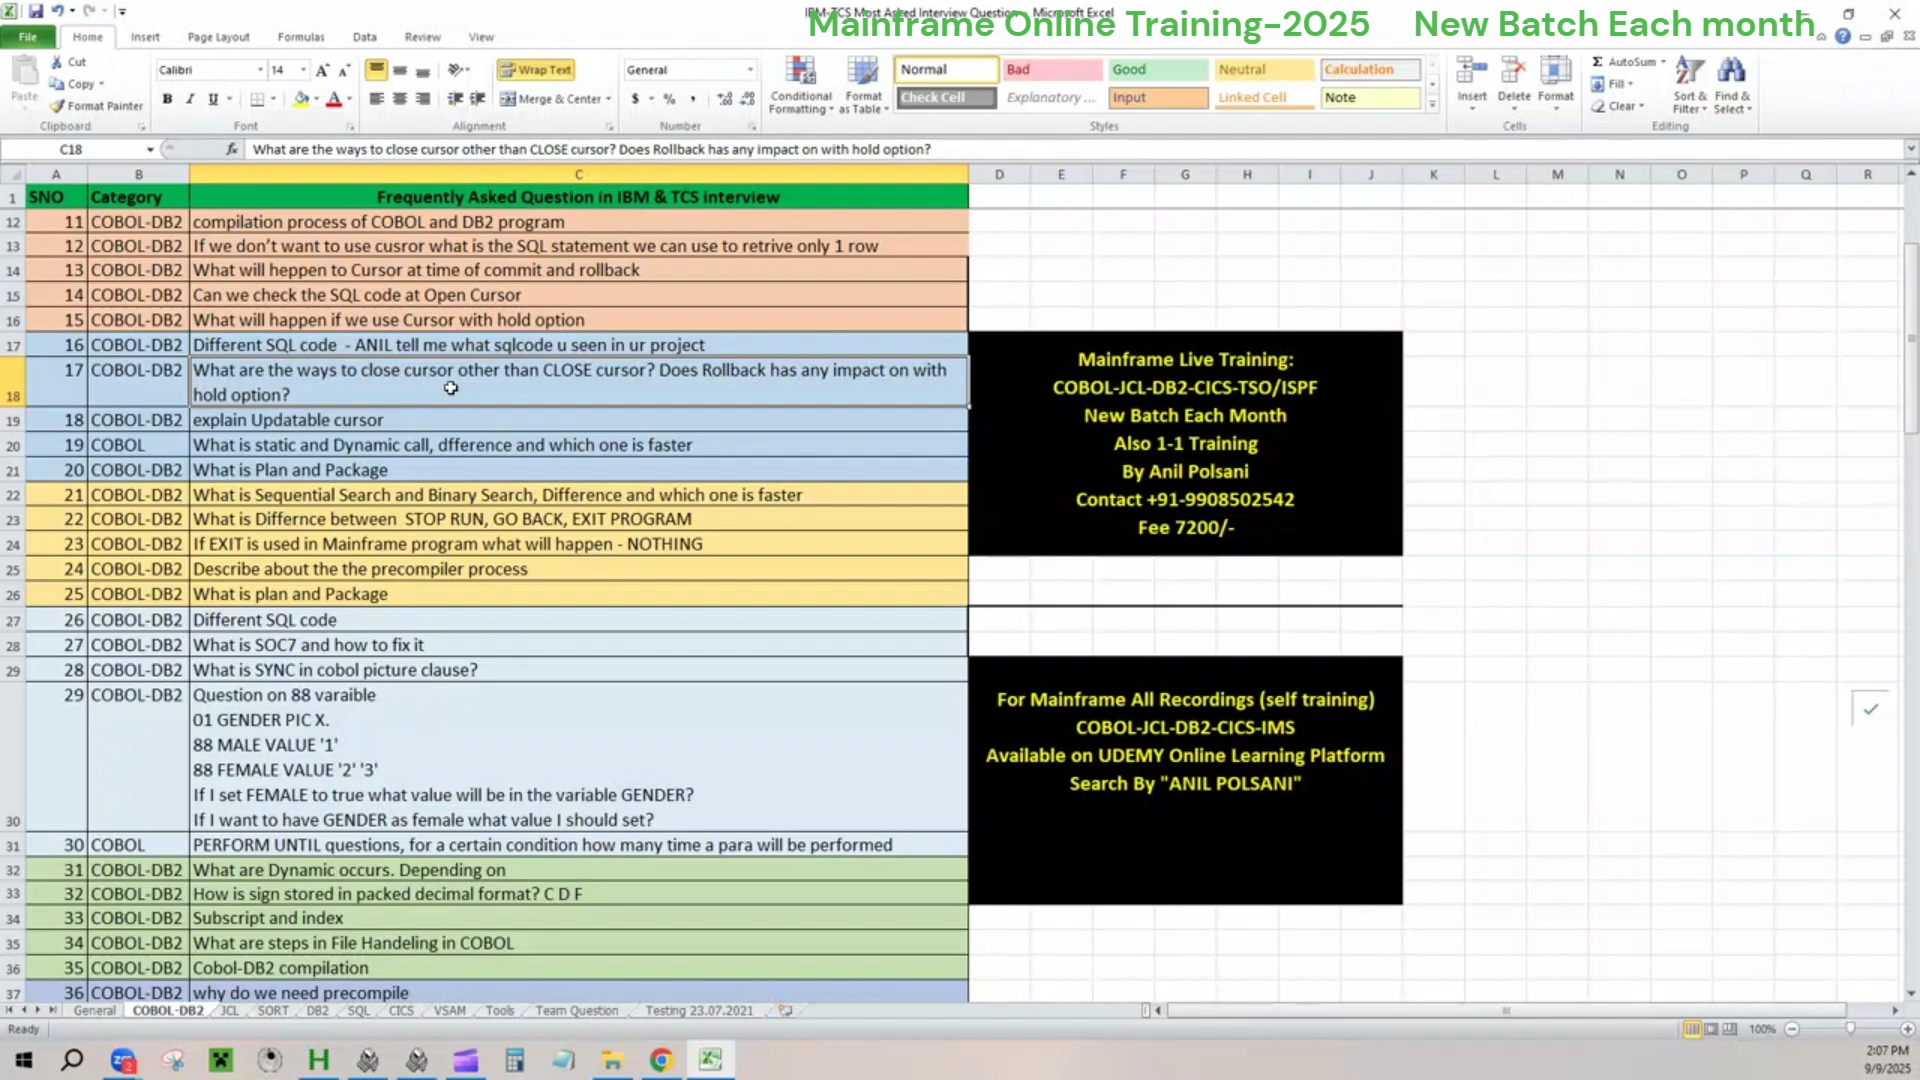 IBM-TCS Most Asked Interview Question - Microsoft Excel
Mainframe Online Training-2025 New Batch Each month
File Home Insert Page Layout Formulas Data Review View
Cut
Copy
Format Painter
Paste
Clipboard
Calibri 14
B I U
Font
Wrap Text
Merge & Center
Alignment
General
$ % ,
Number
Conditional Formatting
Format as Table
Normal Bad Good Neutral Calculation
Check Cell Explanatory ... Input Linked Cell Note
Styles
Insert Delete Format
Cells
AutoSum
Fill
Clear
Sort & Filter
Find & Select
Editing
C18 fx What are the ways to close cursor other than CLOSE cursor? Does Rollback has any impact on with hold option?
A B C D E F G H I J K L M N O P Q R
1 SNO Category Frequently Asked Question in IBM & TCS interview
12 11 COBOL-DB2 compilation process of COBOL and DB2 program
13 12 COBOL-DB2 If we don't want to use cusror what is the SQL statement we can use to retrive only 1 row
14 13 COBOL-DB2 What will heppen to Cursor at time of commit and rollback
15 14 COBOL-DB2 Can we check the SQL code at Open Cursor
16 15 COBOL-DB2 What will happen if we use Cursor with hold option
17 16 COBOL-DB2 Different SQL code - ANIL tell me what sqlcode u seen in ur project
17 COBOL-DB2 What are the ways to close cursor other than CLOSE cursor? Does Rollback has any impact on with
18 hold option?
19 18 COBOL-DB2 explain Updatable cursor
20 19 COBOL What is static and Dynamic call, dfference and which one is faster
21 20 COBOL-DB2 What is Plan and Package
22 21 COBOL-DB2 What is Sequential Search and Binary Search, Difference and which one is faster
23 22 COBOL-DB2 What is Differnce between STOP RUN, GO BACK, EXIT PROGRAM
24 23 COBOL-DB2 If EXIT is used in Mainframe program what will happen - NOTHING
25 24 COBOL-DB2 Describe about the the precompiler process
26 25 COBOL-DB2 What is plan and Package
27 26 COBOL-DB2 Different SQL code
28 27 COBOL-DB2 What is SOC7 and how to fix it
29 28 COBOL-DB2 What is SYNC in cobol picture clause?
29 COBOL-DB2 Question on 88 varaible
01 GENDER PIC X.
88 MALE VALUE '1'
88 FEMALE VALUE '2' '3'
If I set FEMALE to true what value will be in the variable GENDER?
30 If I want to have GENDER as female what value I should set?
31 30 COBOL PERFORM UNTIL questions, for a certain condition how many time a para will be performed
32 31 COBOL-DB2 What are Dynamic occurs. Depending on
33 32 COBOL-DB2 How is sign stored in packed decimal format? C D F
34 33 COBOL-DB2 Subscript and index
35 34 COBOL-DB2 What are steps in File Handeling in COBOL
36 35 COBOL-DB2 Cobol-DB2 compilation
37 36 COBOL-DB2 why do we need precompile
Mainframe Live Training:
COBOL-JCL-DB2-CICS-TSO/ISPF
New Batch Each Month
Also 1-1 Training
By Anil Polsani
Contact +91-9908502542
Fee 7200/-
For Mainframe All Recordings (self training)
COBOL-JCL-DB2-CICS-IMS
Available on UDEMY Online Learning Platform
Search By "ANIL POLSANI"
General COBOL-DB2 JCL SORT DB2 SQL CICS VSAM Tools Team Question Testing 23.07.2021
Ready 100%
2:07 PM
9/9/2025